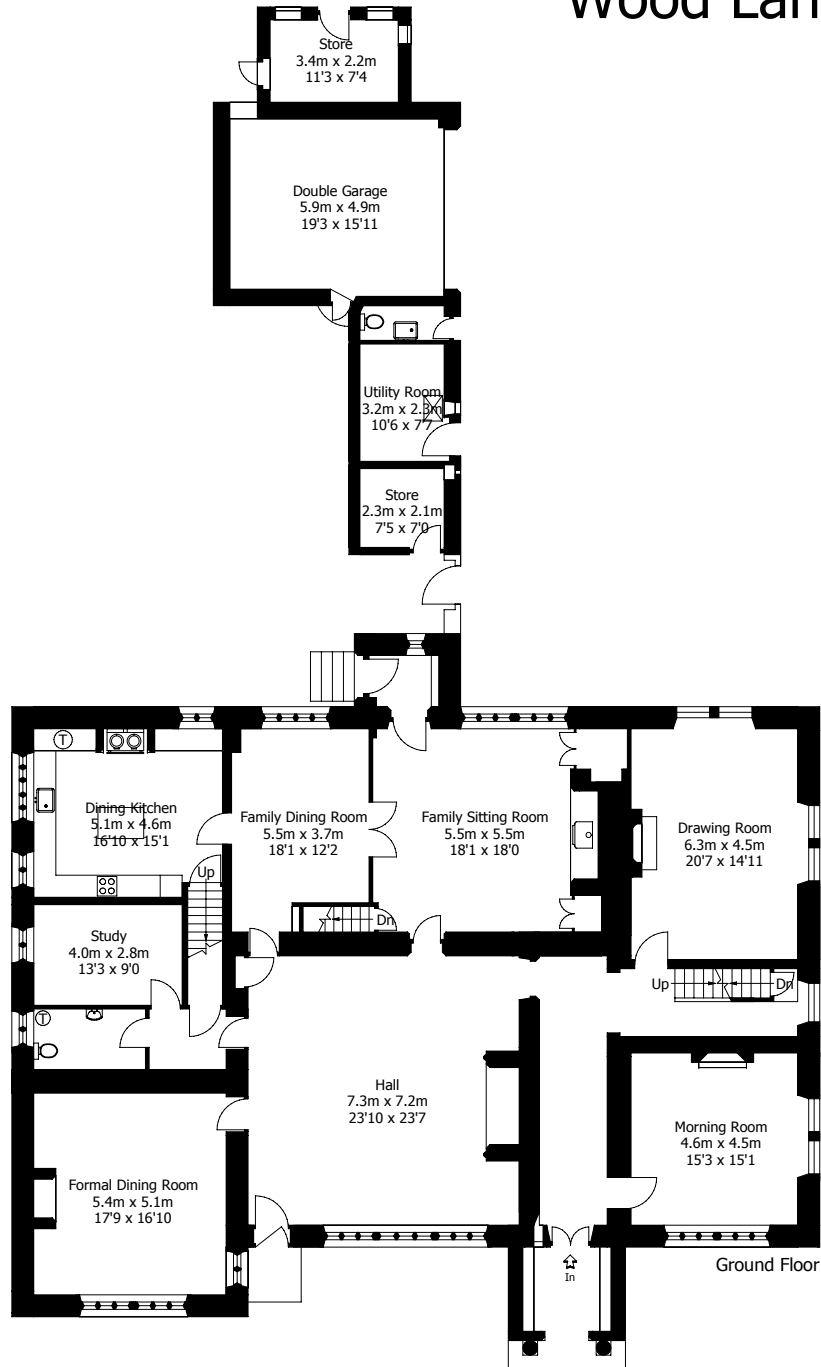 Wood Lan
Store
3.4m x 2.2m
11'3 x 7'4
Double Garage
5.9m x 4.9m
19'3 x 15'11
Utility Room
3.2m x 2.3m
10'6 x 7'7
Store
2.3m x 2.1m
7'5 x 7'0
T
Dining Kitchen
5.1m x 4.6m
16'10 x 15'1
Family Dining Room
5.5m x 3.7m
18'1 x 12'2
Family Sitting Room
5.5m x 5.5m
18'1 x 18'0
Drawing Room
6.3m x 4.5m
20'7 x 14'11
Up
Dn
Study
4.0m x 2.8m
13'3 x 9'0
Up
Dn
T
Hall
7.3m x 7.2m
23'10 x 23'7
Morning Room
4.6m x 4.5m
15'3 x 15'1
Formal Dining Room
5.4m x 5.1m
17'9 x 16'10
In
Ground Floor